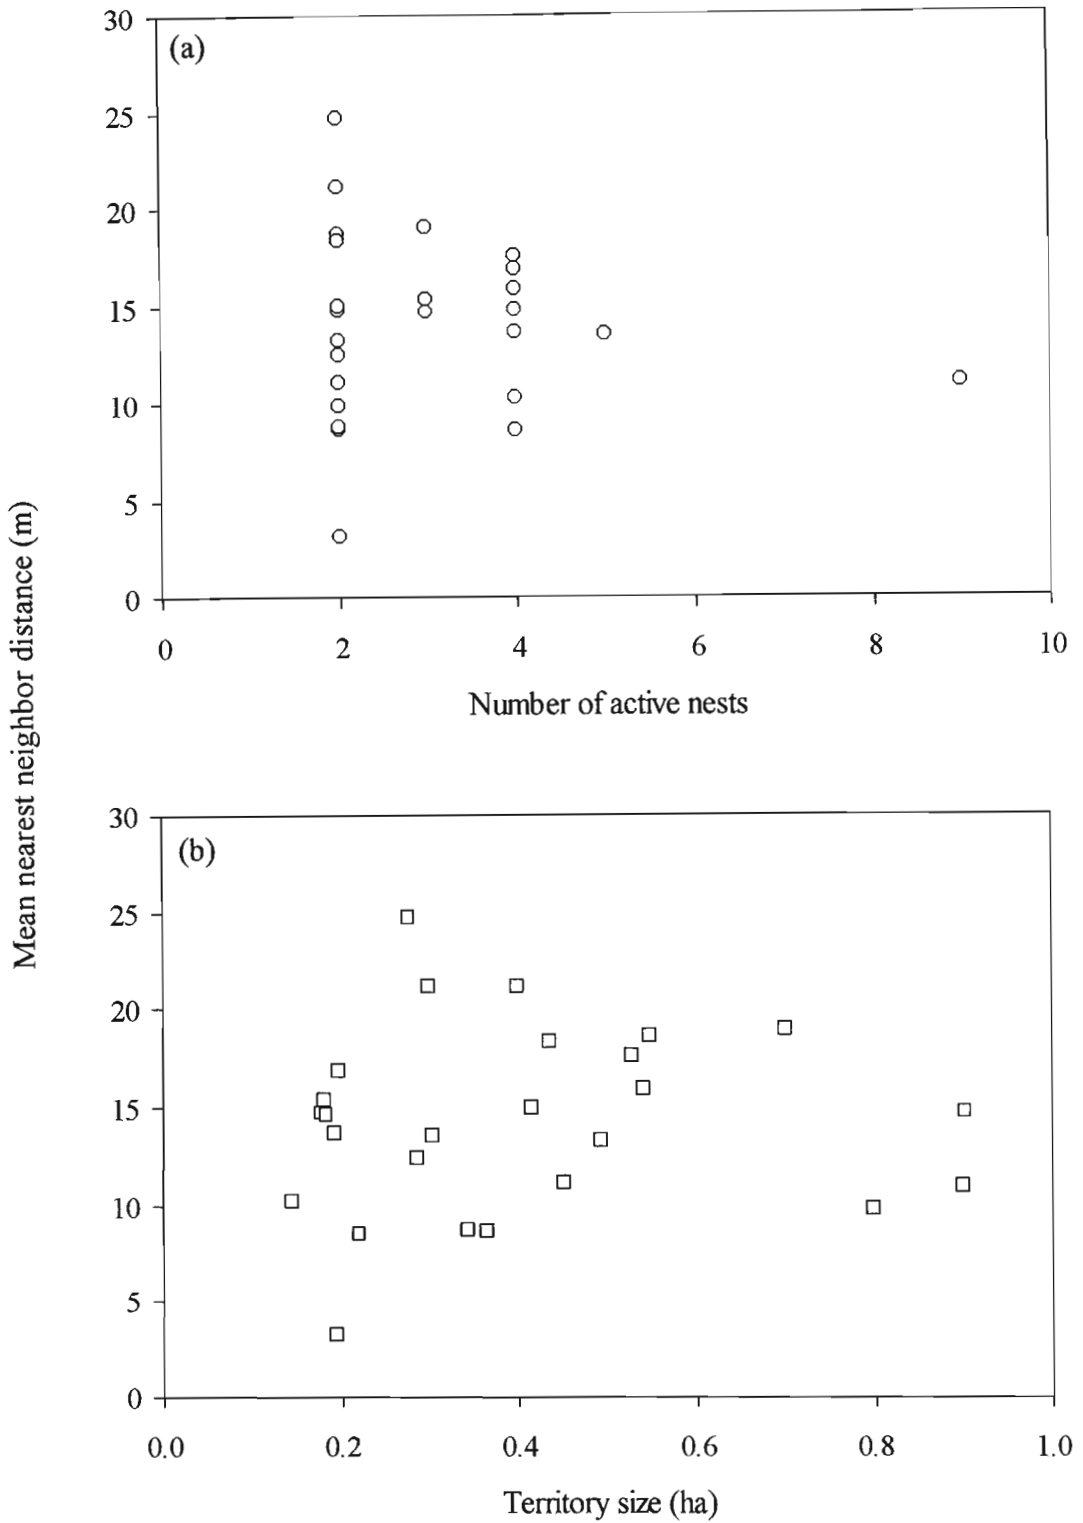 30
(a)
25
20
15
10
5
0
0 2 4 6 8 10
Number of active nests
Mean nearest neighbor distance (m)
30
(b)
25
20
15
10
5
0
0.0 0.2 0.4 0.6 0.8 1.0
Territory size (ha)